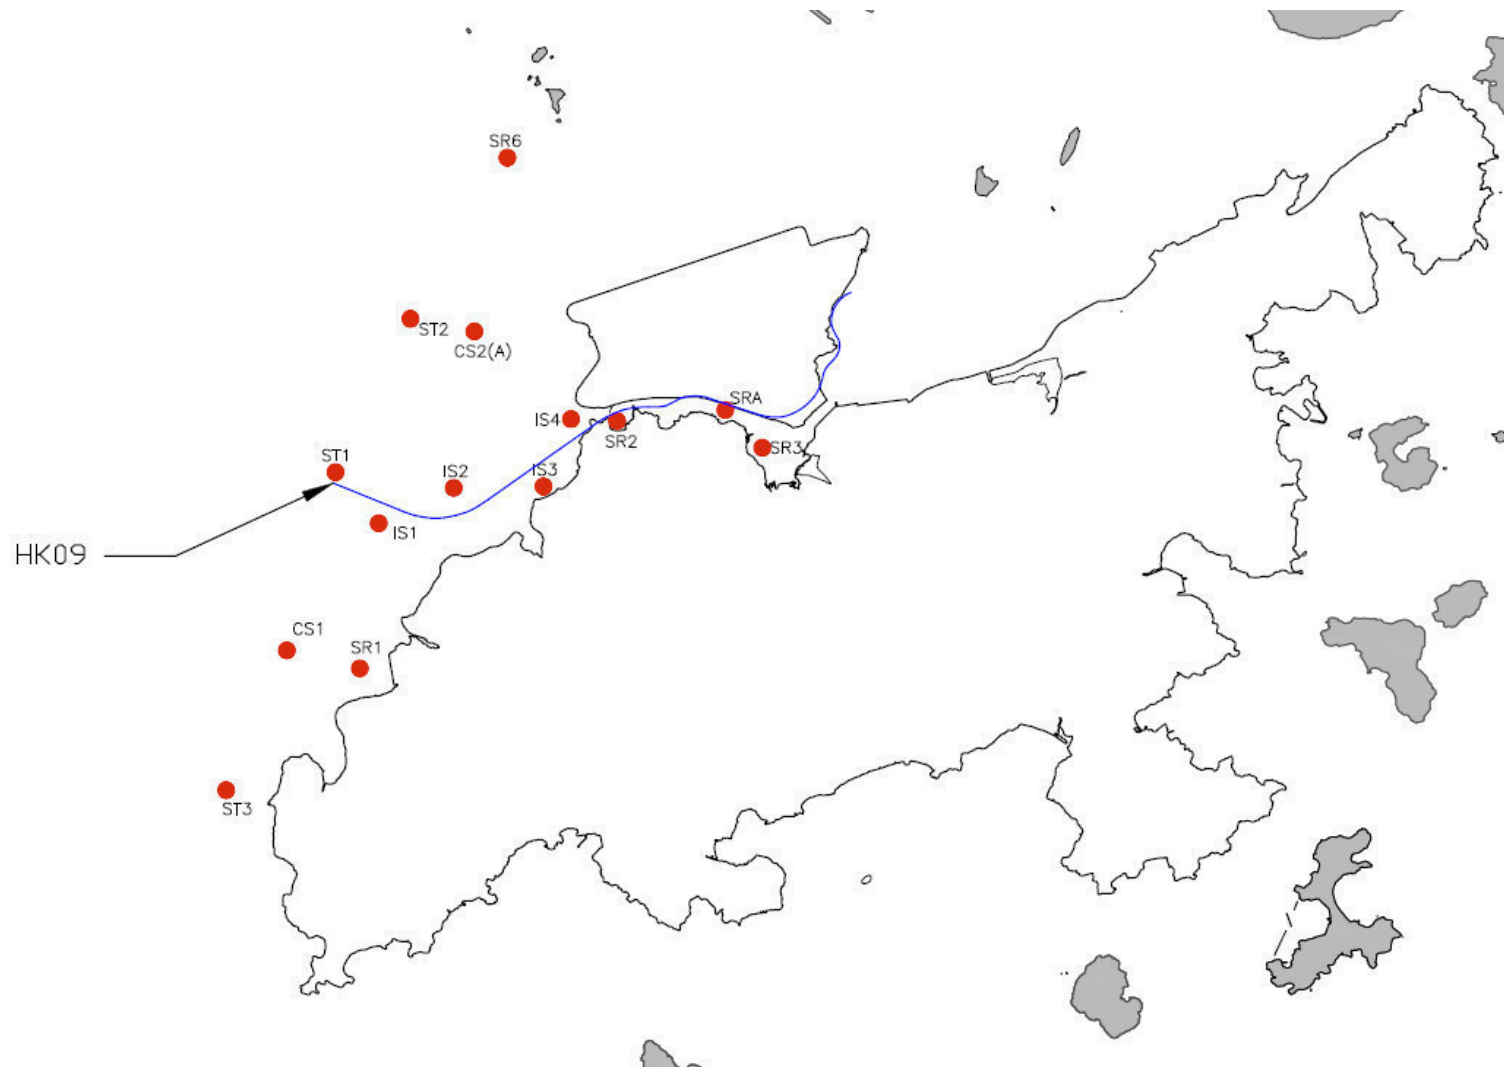 SR6
ST2
CS2(A)
SRA
IS4
SR2
SR3
ST1
IS2
IS3
IS1
HK09
CS1
SR1
ST3